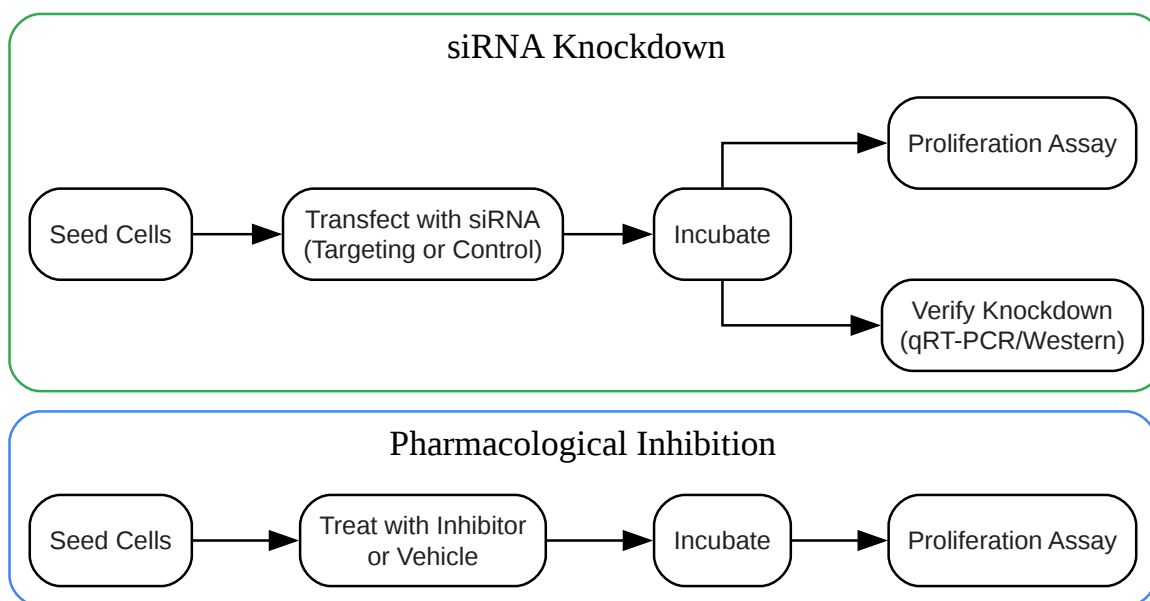 siRNA Knockdown
Proliferation Assay
Seed Cells
Transfect with siRNA
(Targeting or Control)
Incubate
Verify Knockdown
(qRT-PCR/Western)
Pharmacological Inhibition
Seed Cells
Treat with Inhibitor
or Vehicle
Incubate
Proliferation Assay